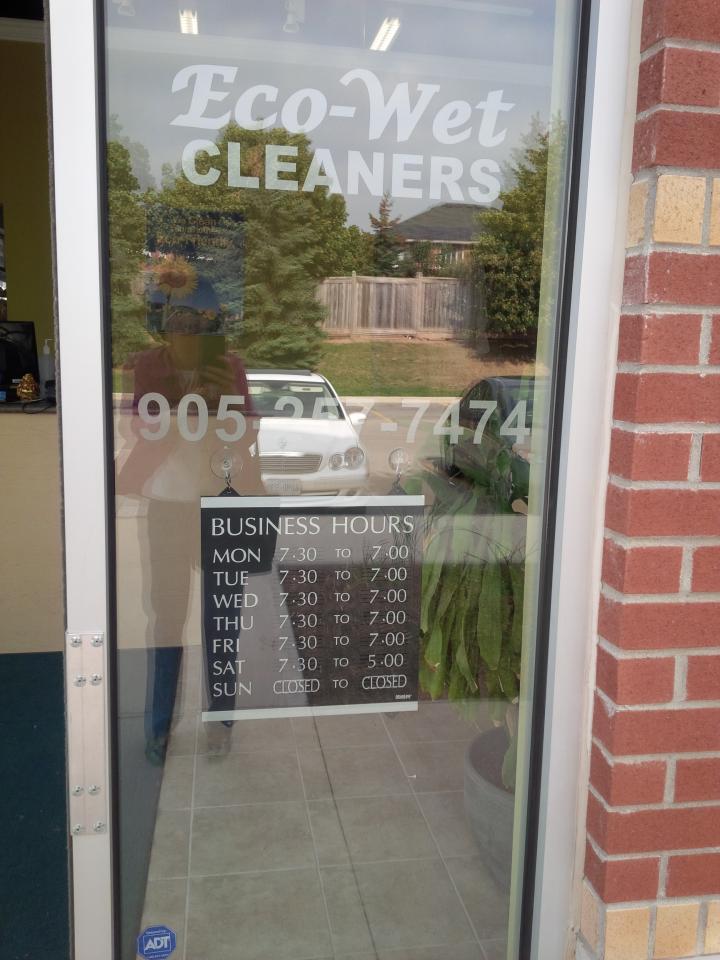 Eco-Wet
CLEANERS
905-257-7474
BUSINESS HOURS
MON 7:30 TO 7:00
TUE 7:30 TO 7:00
WED 7:30 TO 7:00
THU 7:30 TO 7:00
FRI 7:30 TO 7:00
SAT 7:30 TO 5:00
SUN CLOSED TO CLOSED
ADT